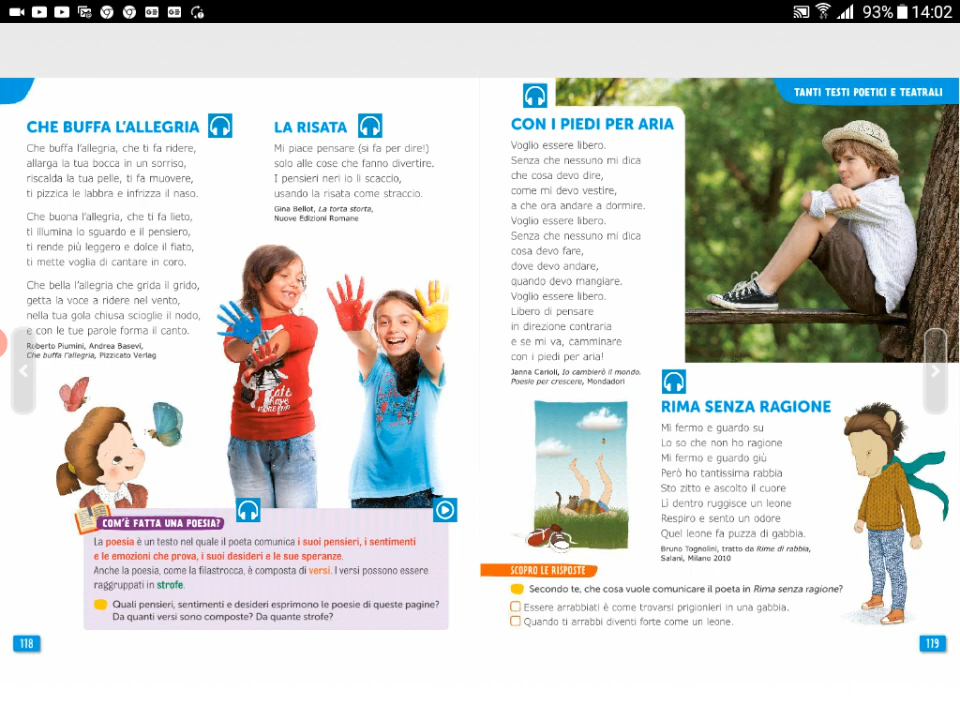 93% 14:02
TANTI TESTI POETICI E TEATRALI
CHE BUFFA L'ALLEGRIA
Che buffa l'allegria, che ti fa ridere,
allarga la tua bocca in un sorriso,
riscalda la tua pelle, ti fa muovere,
ti pizzica le labbra e infrizza il naso.
Che buona l'allegria, che ti fa lieto,
ti illumina lo sguardo e il pensiero,
ti rende più leggero e dolce il fiato,
ti mette voglia di cantare in coro.
Che bella l'allegria che grida il grido,
getta la voce a ridere nel vento,
nella tua gola chiusa scioglie il nodo,
e con le tue parole forma il canto.
Roberto Piumini, Andrea Basevi,
Che buffa l'allegria, Pizzicato Verlag
LA RISATA
Mi piace pensare (si fa per dire!)
solo alle cose che fanno divertire.
I pensieri neri io li scaccio,
usando la risata come straccio.
Gina Bellot, La torta storta,
Nuove Edizioni Romane
COM'È FATTA UNA POESIA?
La poesia è un testo nel quale il poeta comunica i suoi pensieri, i sentimenti
e le emozioni che prova, i suoi desideri e le sue speranze.
Anche la poesia, come la filastrocca, è composta di versi. I versi possono essere
raggruppati in strofe.
Quali pensieri, sentimenti e desideri esprimono le poesie di queste pagine?
Da quanti versi sono composte? Da quante strofe?
118
CON I PIEDI PER ARIA
Voglio essere libero.
Senza che nessuno mi dica
che cosa devo dire,
come mi devo vestire,
a che ora andare a dormire.
Voglio essere libero.
Senza che nessuno mi dica
cosa devo fare,
dove devo andare,
quando devo mangiare.
Voglio essere libero.
Libero di pensare
in direzione contraria
e se mi va, camminare
con i piedi per aria!
Janna Carioli, Io cambierò il mondo.
Poesie per crescere, Mondadori
RIMA SENZA RAGIONE
Mi fermo e guardo su
Lo so che non ho ragione
Mi fermo e guardo giù
Però ho tantissima rabbia
Sto zitto e ascolto il cuore
Lì dentro ruggisce un leone
Respiro e sento un odore
Quel leone fa puzza di gabbia.
Bruno Tognolini, tratto da Rime di rabbia,
Salani, Milano 2010
SCOPRO LE RISPOSTE
Secondo te, che cosa vuole comunicare il poeta in Rima senza ragione?
Essere arrabbiati è come trovarsi prigionieri in una gabbia.
Quando ti arrabbi diventi forte come un leone.
119